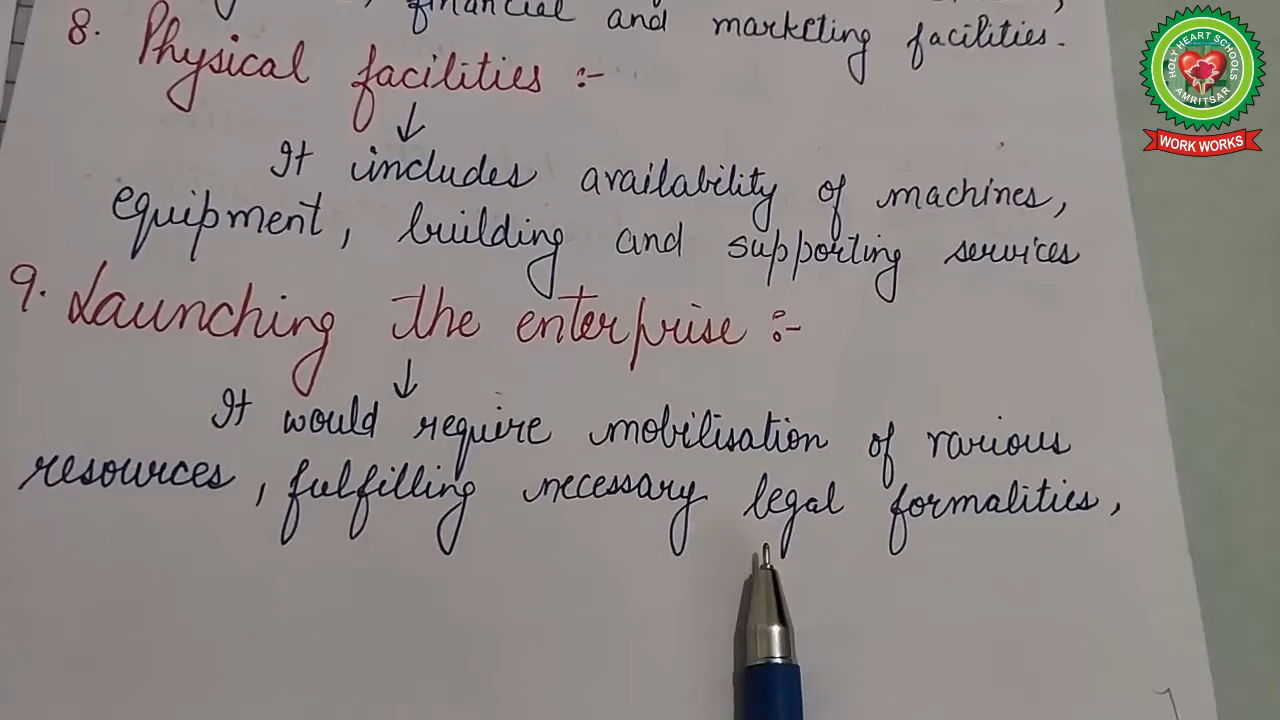 financial and marketing facilities.
8. Physical facilities :-
↓
It includes availability of machines,
equipment, building and supporting services
9. Launching the enterprise :-
↓
It would require mobilisation of various
resources, fulfilling necessary legal formalities,
HOLY HEART SCHOOLS
AMRITSAR
WORK WORKS